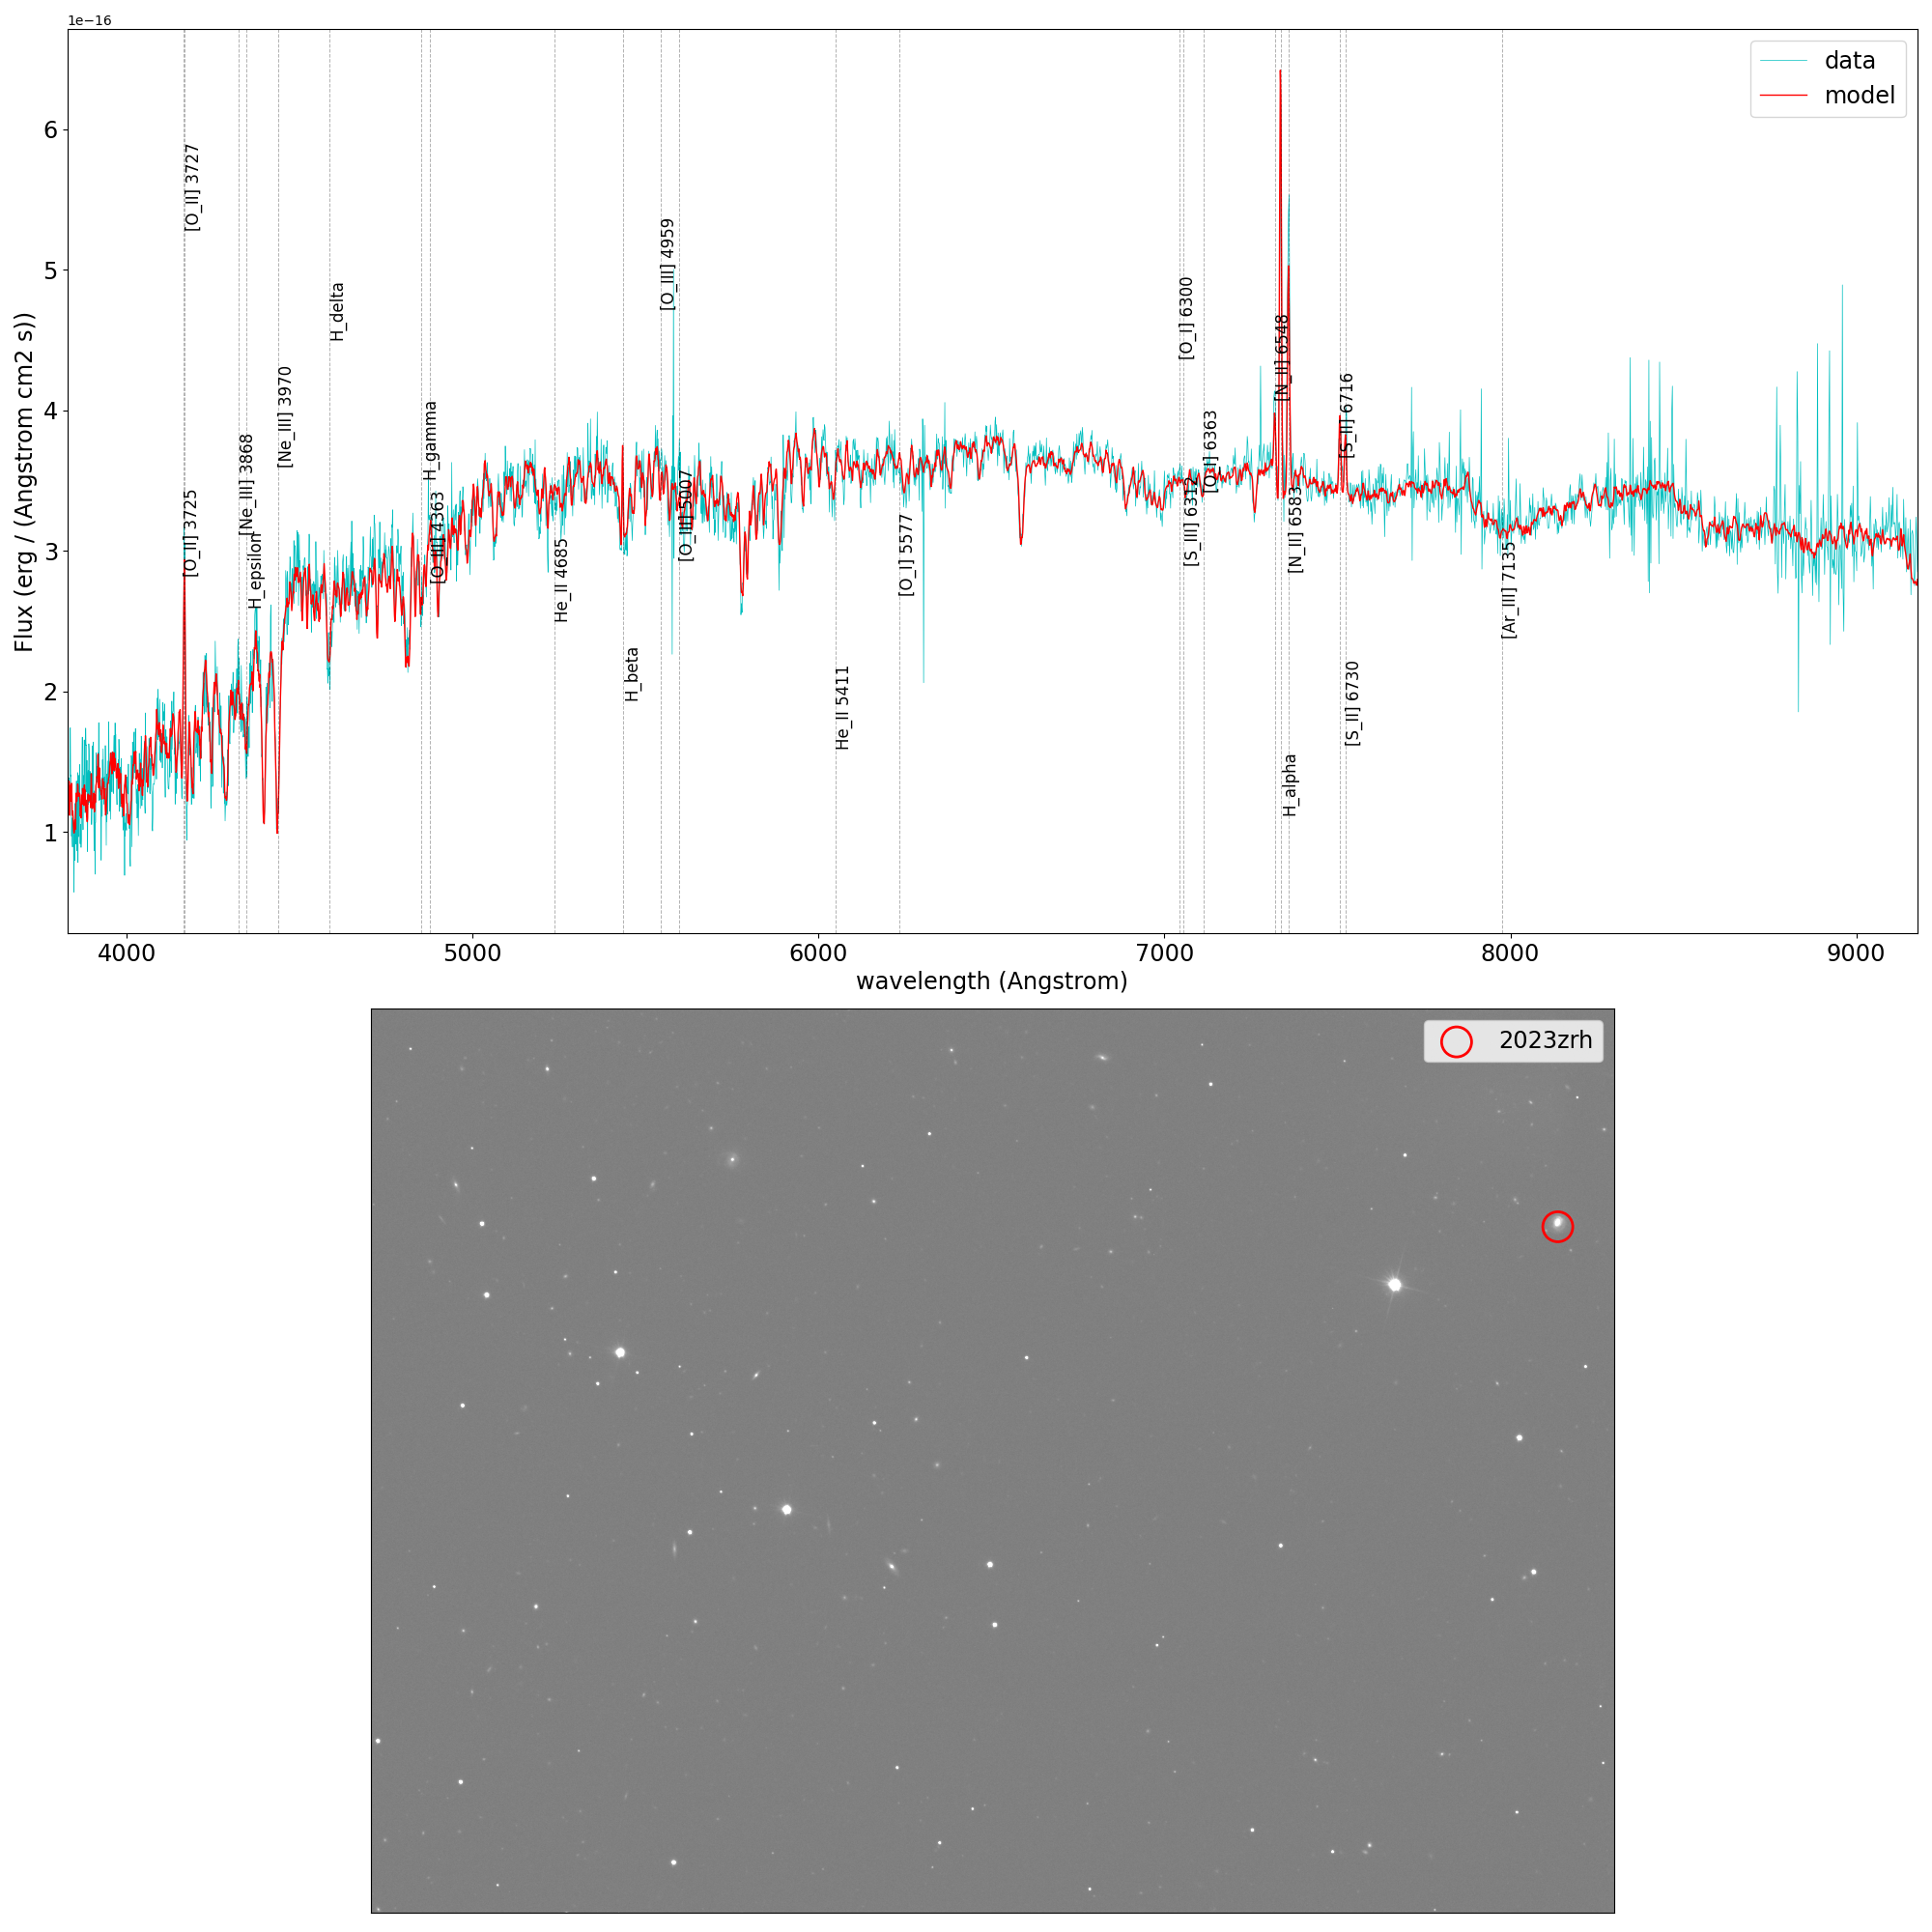 1e−16
data
model
6
5
4
3
2
1
Flux (erg / (Angstrom cm2 s))
[O_II] 3725
[O_II] 3727
[Ne_III] 3868
H_epsilon
[Ne_III] 3970
H_delta
H_gamma
[O_III] 4363
He_II 4685
H_beta
[O_III] 4959
[O_III] 5007
He_II 5411
[O_I] 5577
[O_I] 6300
[S_III] 6312
[O_I] 6363
[N_II] 6548
H_alpha
[N_II] 6583
[S_II] 6716
[S_II] 6730
[Ar_III] 7135
4000 5000 6000 7000 8000 9000
wavelength (Angstrom)
2023zrh